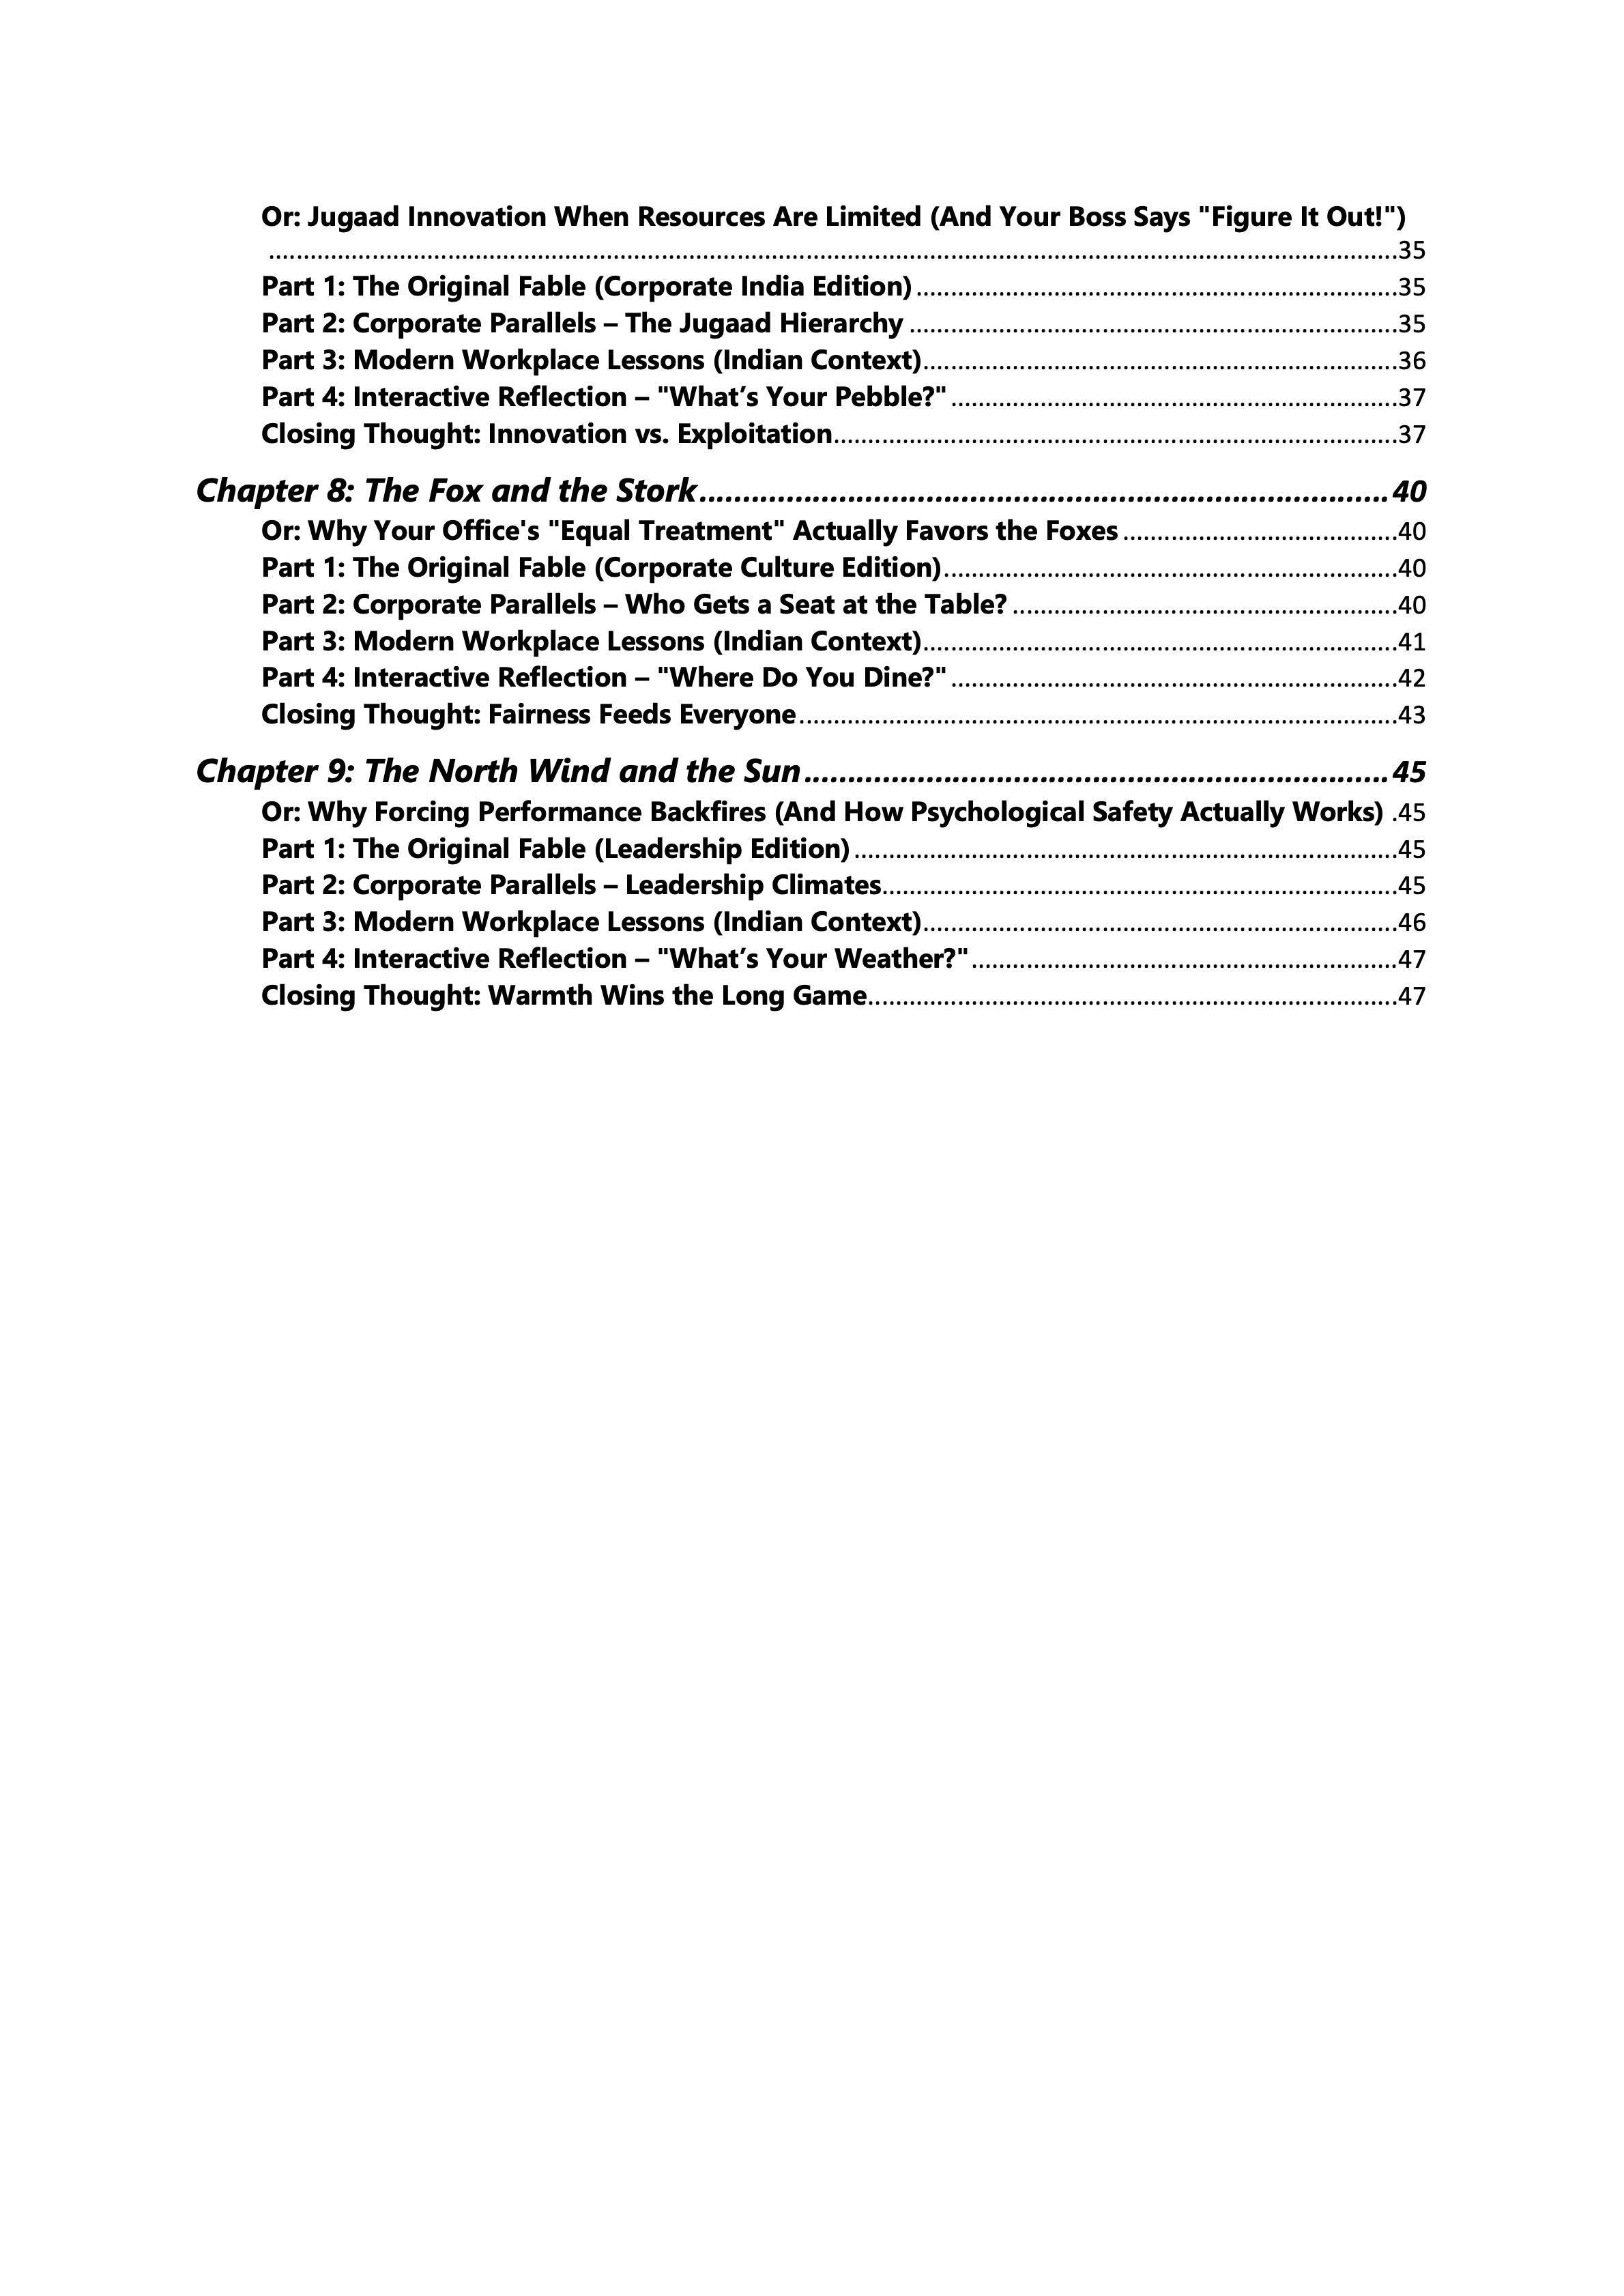 Or: Jugaad Innovation When Resources Are Limited (And Your Boss Says "Figure It Out!")
....................................................................................................................................................................35
Part 1: The Original Fable (Corporate India Edition)......................................................................35
Part 2: Corporate Parallels – The Jugaad Hierarchy.......................................................................35
Part 3: Modern Workplace Lessons (Indian Context).....................................................................36
Part 4: Interactive Reflection – "What’s Your Pebble?".................................................................37
Closing Thought: Innovation vs. Exploitation..................................................................................37
Chapter 8: The Fox and the Stork...............................................................................40
Or: Why Your Office's "Equal Treatment" Actually Favors the Foxes........................................40
Part 1: The Original Fable (Corporate Culture Edition)..................................................................40
Part 2: Corporate Parallels – Who Gets a Seat at the Table?........................................................40
Part 3: Modern Workplace Lessons (Indian Context).....................................................................41
Part 4: Interactive Reflection – "Where Do You Dine?".................................................................42
Closing Thought: Fairness Feeds Everyone.......................................................................................43
Chapter 9: The North Wind and the Sun...................................................................45
Or: Why Forcing Performance Backfires (And How Psychological Safety Actually Works) .45
Part 1: The Original Fable (Leadership Edition)...............................................................................45
Part 2: Corporate Parallels – Leadership Climates...........................................................................45
Part 3: Modern Workplace Lessons (Indian Context).....................................................................46
Part 4: Interactive Reflection – "What’s Your Weather?"..............................................................47
Closing Thought: Warmth Wins the Long Game.............................................................................47